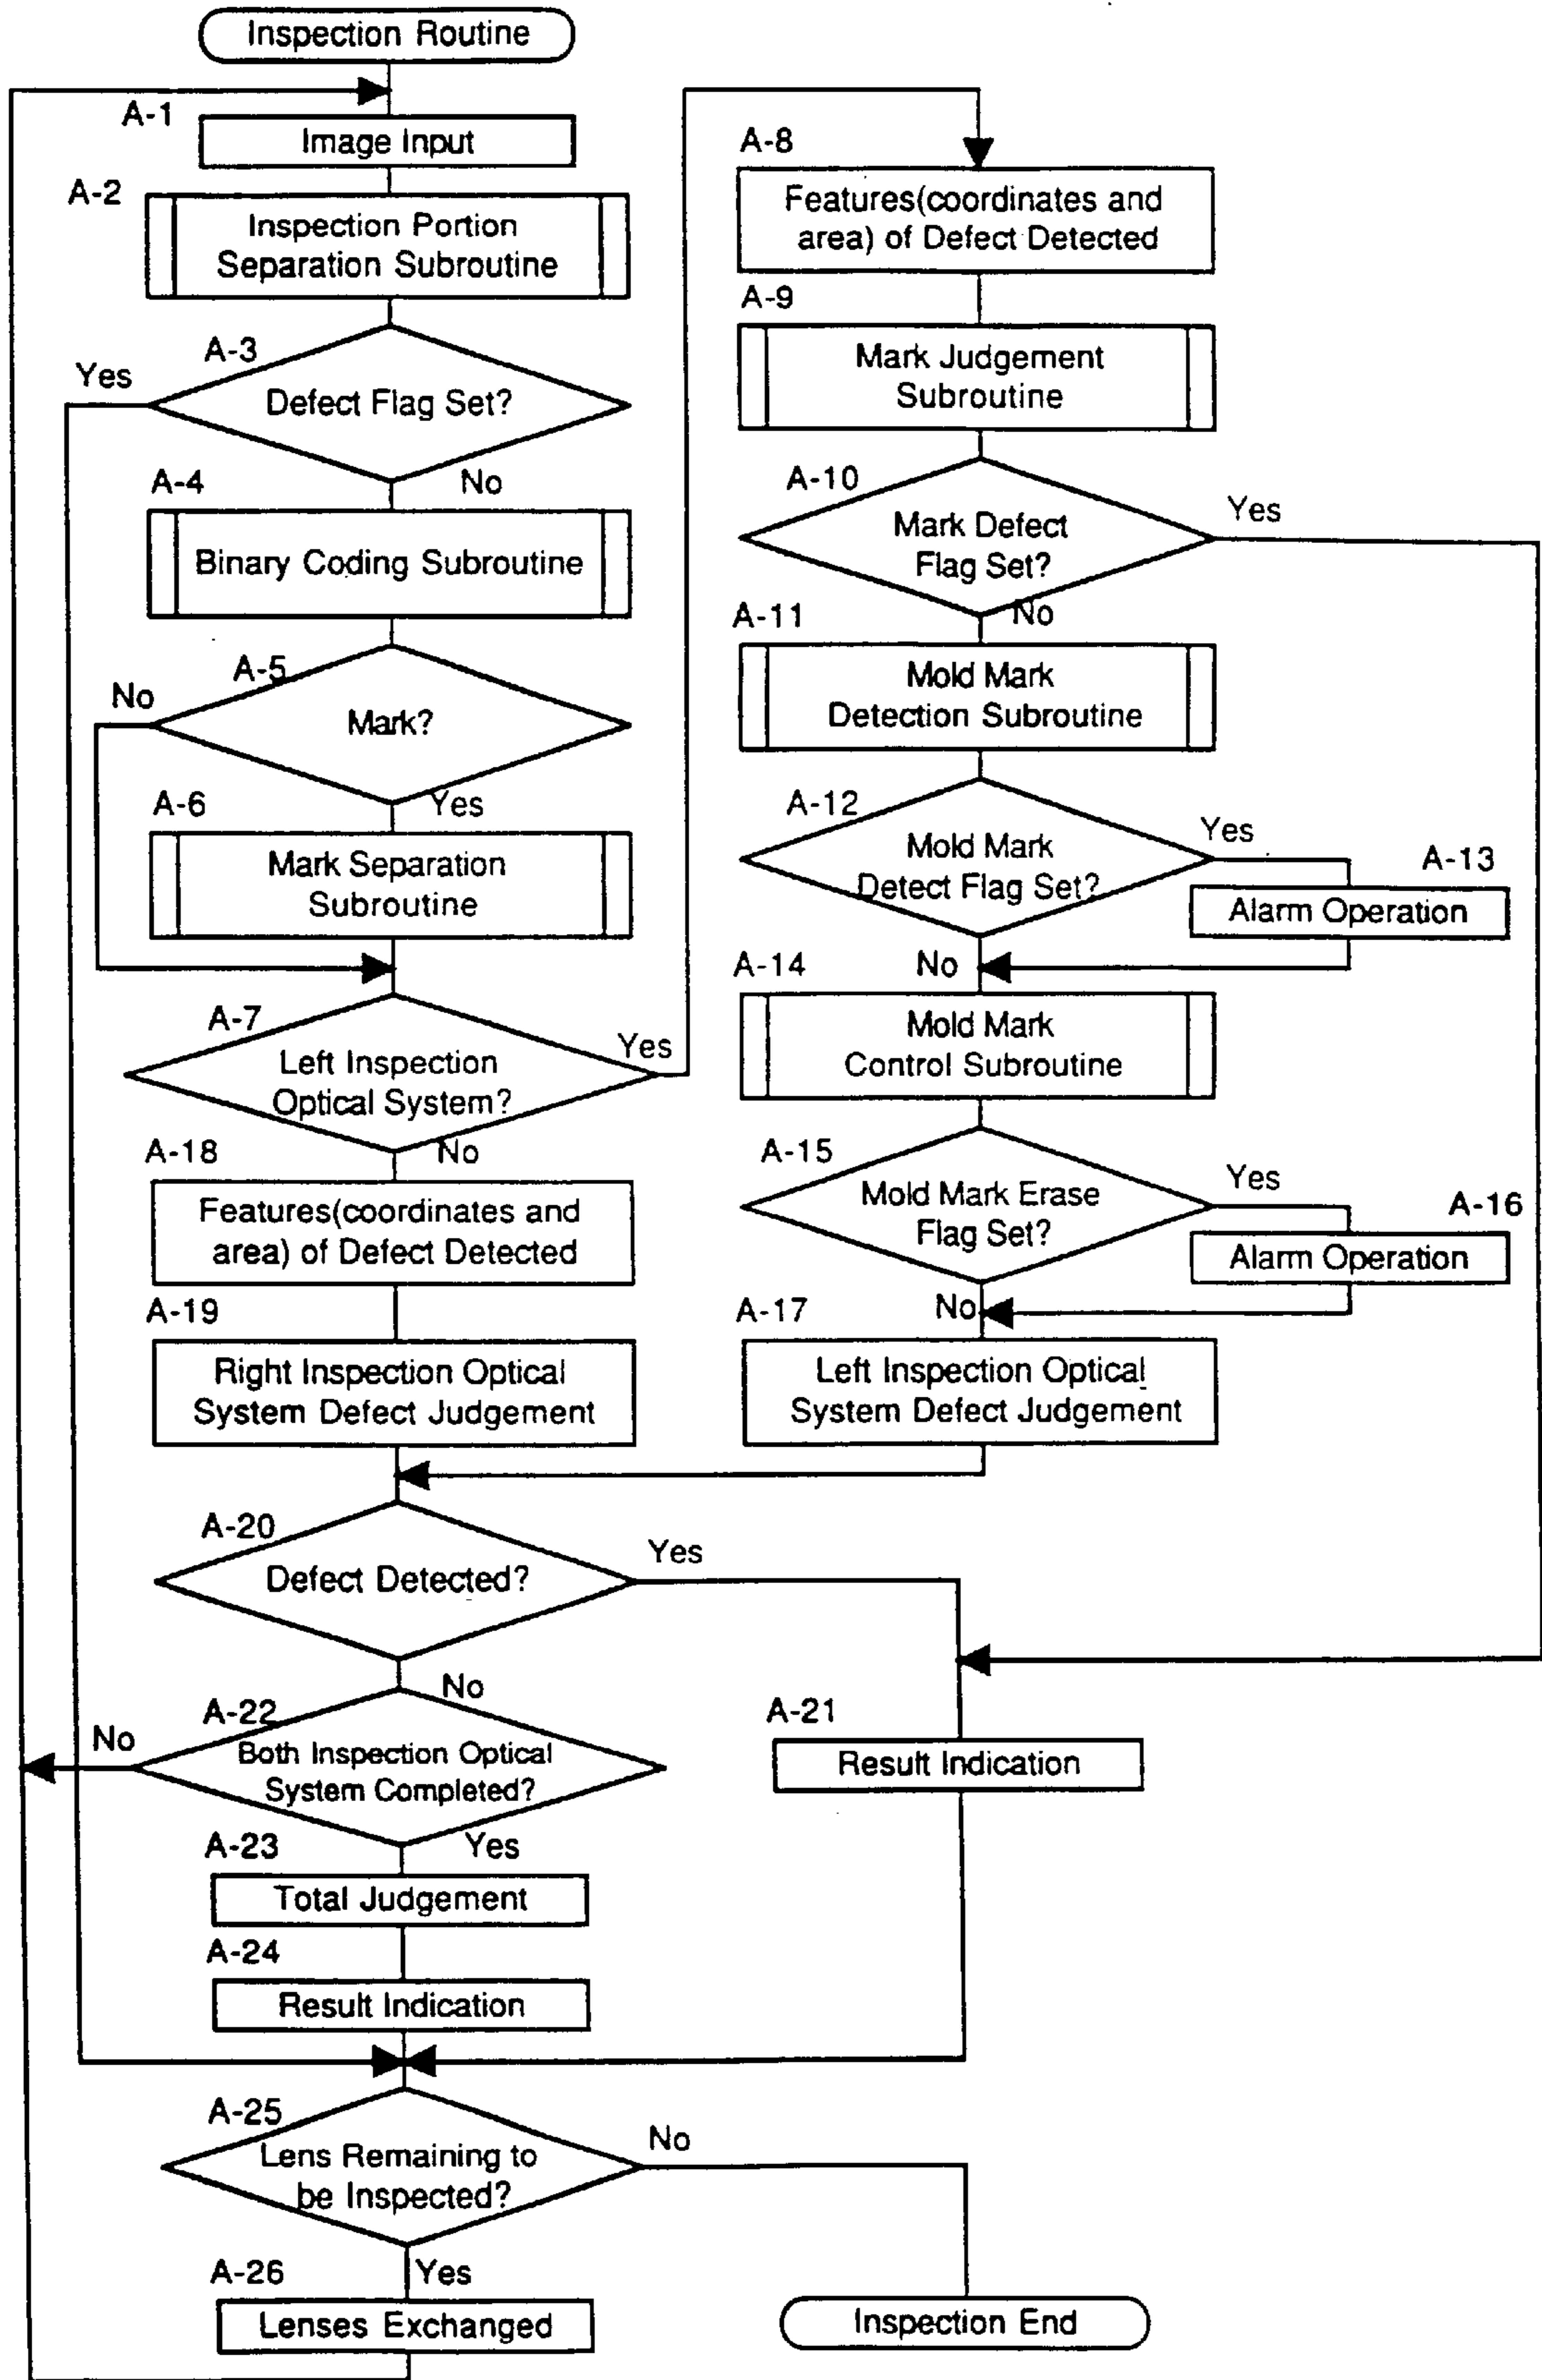 Inspection Routine
A-1
Image Input
A-2
Inspection Portion
Separation Subroutine
A-3
Yes
Defect Flag Set?
No
A-4
Binary Coding Subroutine
A-5
No
Mark?
Yes
A-6
Mark Separation
Subroutine
A-7
Yes
Left Inspection
Optical System?
No
A-18
Features(coordinates and
area) of Defect Detected
A-19
Right Inspection Optical
System Defect Judgement
A-8
Features(coordinates and
area) of Defect Detected
A-9
Mark Judgement
Subroutine
A-10
Yes
Mark Defect
Flag Set?
No
A-11
Mold Mark
Detection Subroutine
A-12
Yes
Mold Mark
Detect Flag Set?
A-13
Alarm Operation
No
A-14
Mold Mark
Control Subroutine
A-15
Yes
Mold Mark Erase
Flag Set?
A-16
Alarm Operation
No
A-17
Left Inspection Optical
System Defect Judgement
A-20
Yes
Defect Detected?
No
A-21
Result Indication
A-22
No
Both Inspection Optical
System Completed?
Yes
A-23
Total Judgement
A-24
Result Indication
A-25
No
Lens Remaining to
be Inspected?
Yes
A-26
Lenses Exchanged
Inspection End